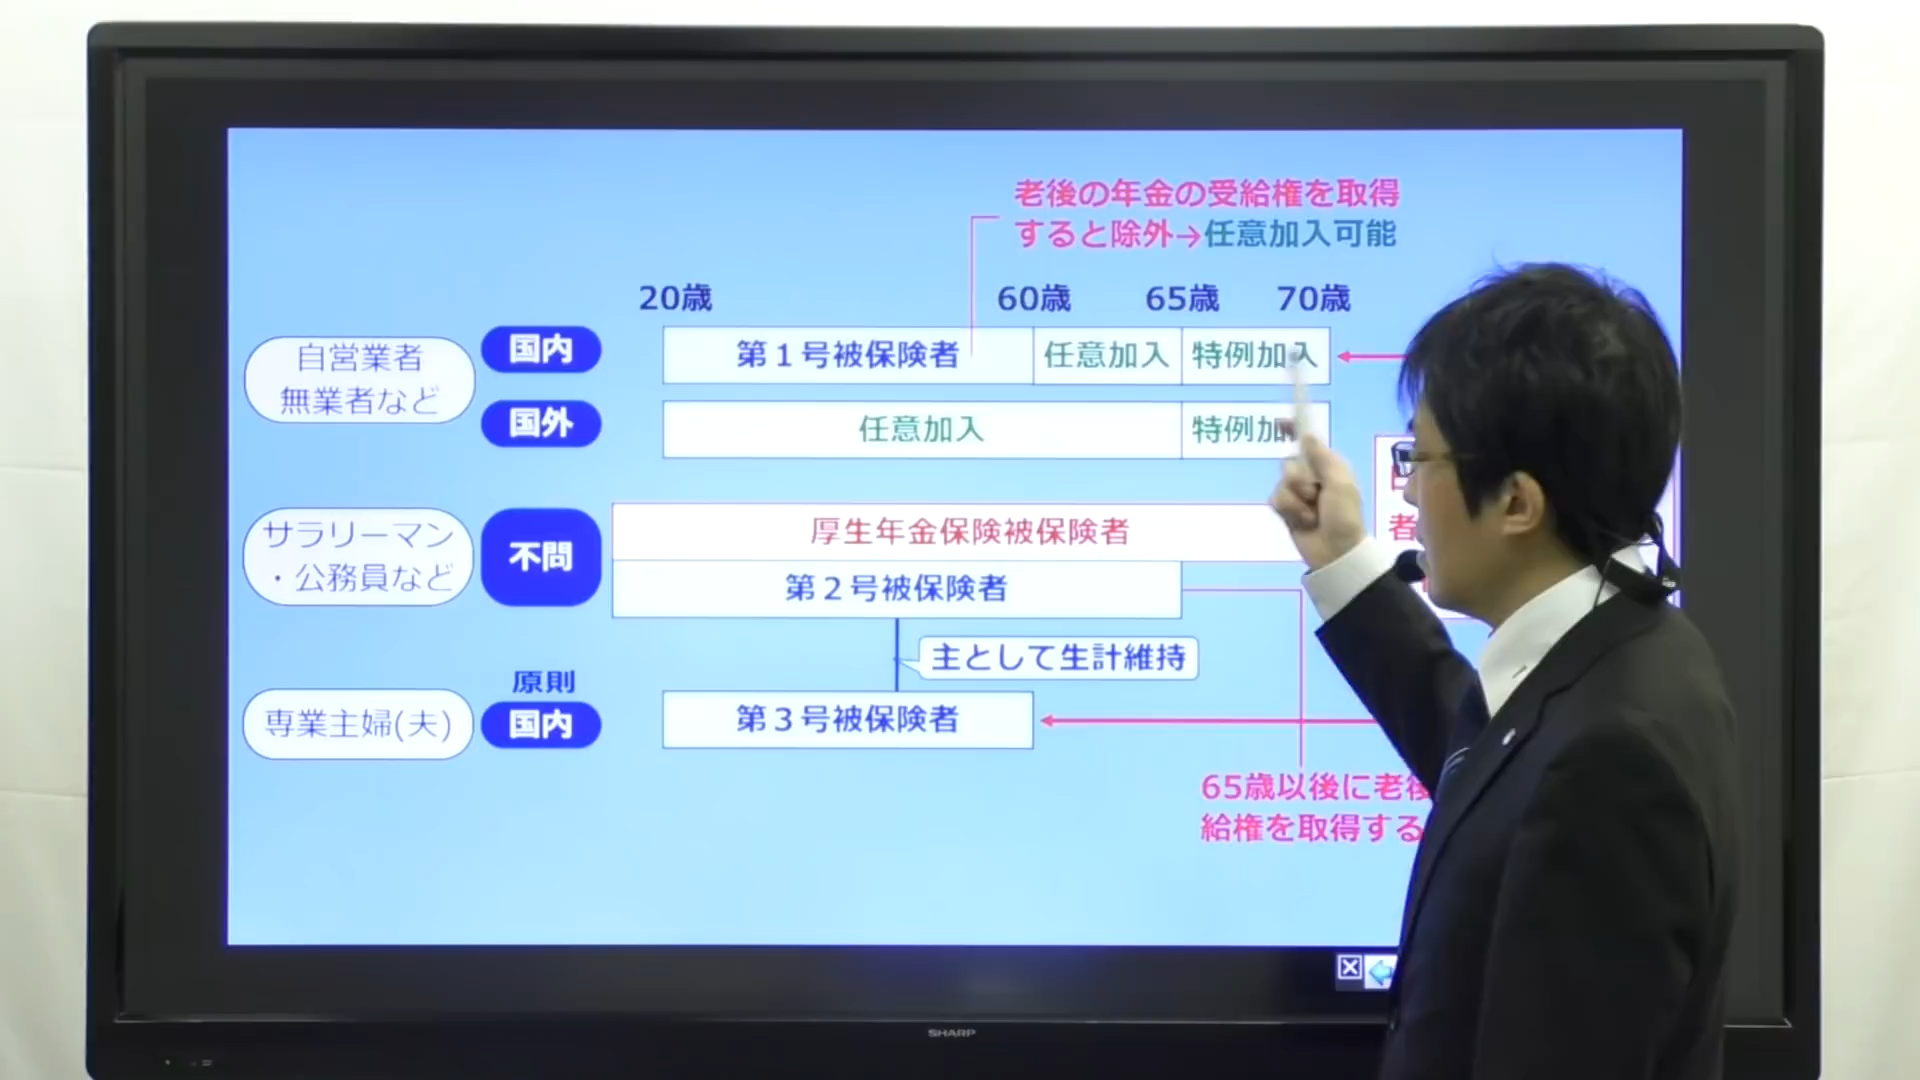 老後の年金の受給権を取得
すると除外→任意加入可能
20歳
60歳
65歳
70歳
自営業者
無業者など
国内
第1号被保険者
任意加入
特例加入
国外
任意加入
特例加
サラリーマン
・公務員など
不問
厚生年金保険被保険者
第2号被保険者
者
主として生計維持
専業主婦(夫)
原則
国内
第3号被保険者
65歳以後に老後
給権を取得する
SHARP